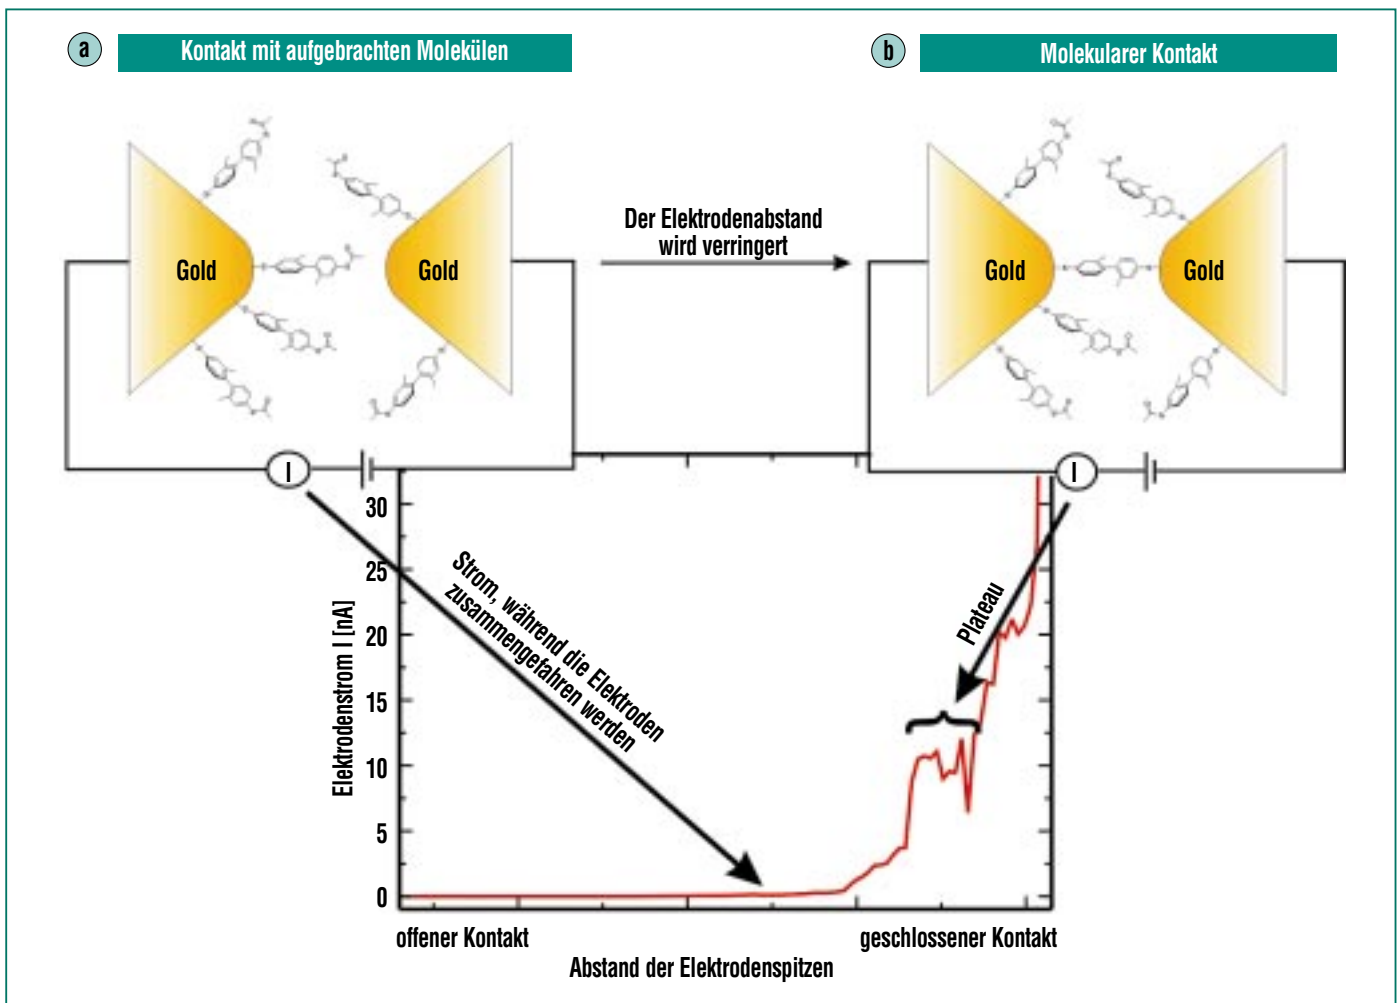 a
Kontakt mit aufgebrachten Molekülen
b
Molekularer Kontakt
Gold
Gold
Der Elektrodenabstand
wird verringert
Gold
Gold
I
I
30
25
20
15
10
5
0
Elektrodenstrom I [nA]
Strom, während die Elektroden
zusammengefahren werden
Plateau
offener Kontakt
geschlossener Kontakt
Abstand der Elektrodenspitzen